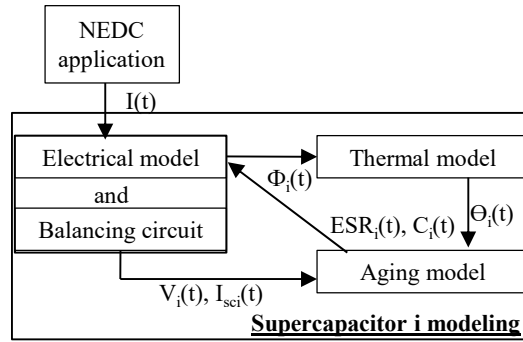 NEDC
application
I(t)
Electrical model
and
Balancing circuit
Thermal model
Φi(t)
ESRi(t), Ci(t)
Θi(t)
Aging model
Vi(t), Isci(t)
Supercapacitor i modeling